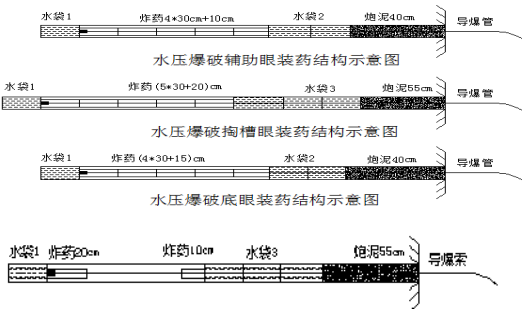 水袋1 炸药4*30cm+10cm 水袋2 炮泥40cm 导爆管
水压爆破辅助眼装药结构示意图
水袋1 炸药(5*30+20)cm 水袋3 炮泥55cm 导爆管
水压爆破掏槽眼装药结构示意图
水袋1 炸药(4*30+15)cm 水袋2 炮泥40cm 导爆管
水压爆破底眼装药结构示意图
水袋1 炸药20cm 炸药10cm 水袋3 炮泥55cm 导爆索